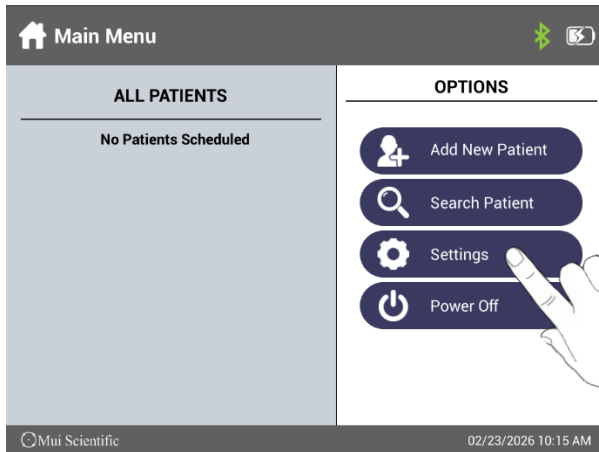 Main Menu
ALL PATIENTS
No Patients Scheduled
OPTIONS
Add New Patient
Search Patient
Settings
Power Off
Mui Scientific
02/23/2026 10:15 AM